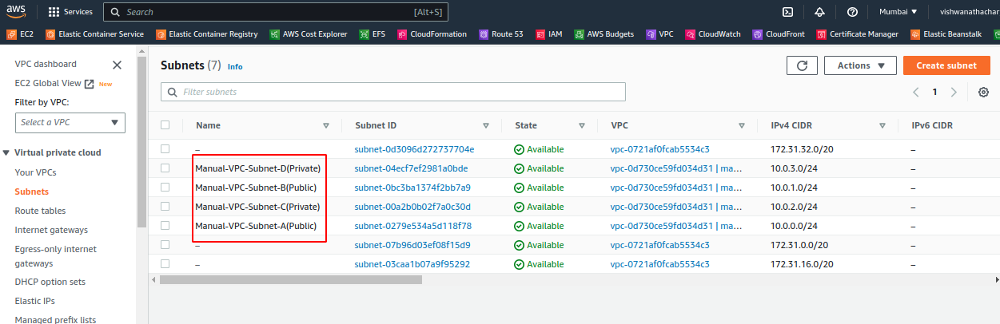 aws Services Search [Alt+S] Mumbai vishwanathachar
EC2 Elastic Container Service Elastic Container Registry AWS Cost Explorer EFS CloudFormation Route 53 IAM AWS Budgets VPC CloudWatch CloudFront Certificate Manager Elastic Beanstalk
VPC dashboard
EC2 Global View New
Filter by VPC:
Select a VPC
Virtual private cloud
Your VPCs
Subnets
Route tables
Internet gateways
Egress-only internet
gateways
DHCP option sets
Elastic IPs
Managed prefix lists
Subnets (7) Info Actions Create subnet
Filter subnets 1
Name Subnet ID State VPC IPv4 CIDR IPv6 CIDR
– subnet-0d3096d272737704e Available vpc-0721af0fcab5534c3 172.31.32.0/20 –
Manual-VPC-Subnet-D(Private) subnet-04ecf7ef2981a0bde Available vpc-0d730ce59fd034d31 | ma... 10.0.3.0/24 –
Manual-VPC-Subnet-B(Public) subnet-0bc3ba1374f2bb7a9 Available vpc-0d730ce59fd034d31 | ma... 10.0.1.0/24 –
Manual-VPC-Subnet-C(Private) subnet-00a2b0b02f7a0c30d Available vpc-0d730ce59fd034d31 | ma... 10.0.2.0/24 –
Manual-VPC-Subnet-A(Public) subnet-0279e534a5d118f78 Available vpc-0d730ce59fd034d31 | ma... 10.0.0.0/24 –
– subnet-07b96d03ef08f15d9 Available vpc-0721af0fcab5534c3 172.31.0.0/20 –
– subnet-03caa1b07a9f95292 Available vpc-0721af0fcab5534c3 172.31.16.0/20 –